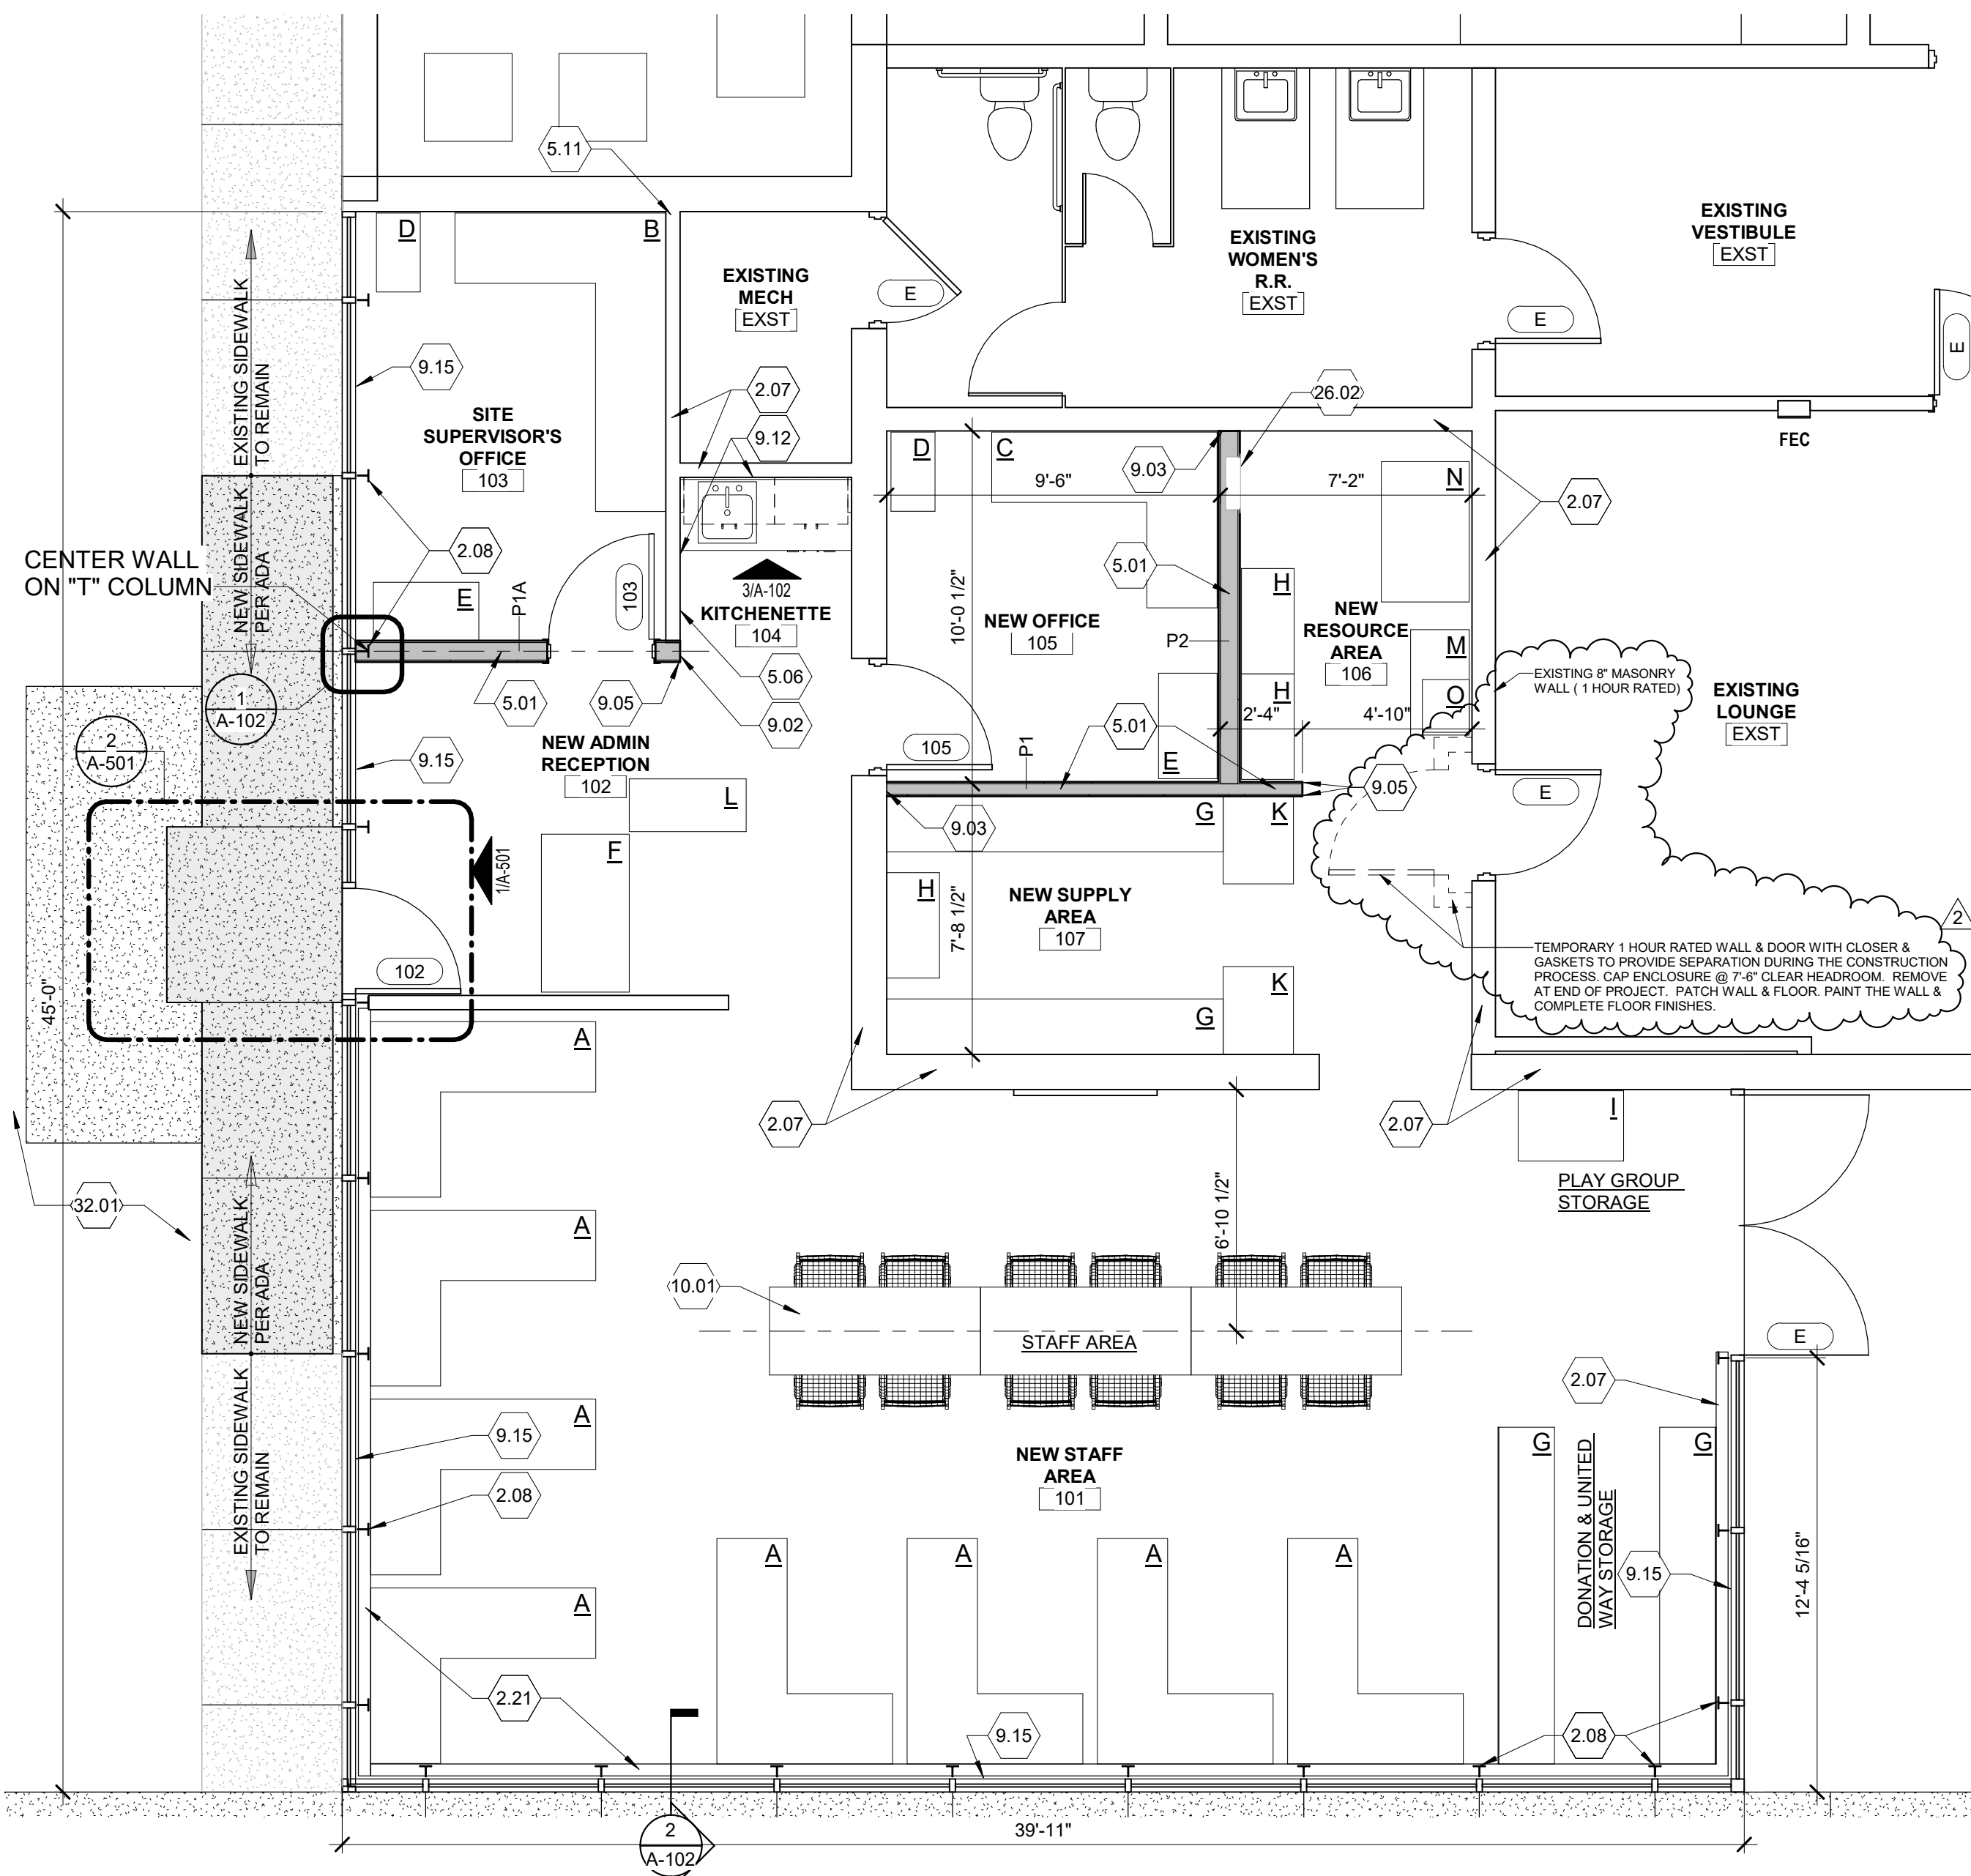 5.11
D
B
EXISTING
MECH
EXST
E
EXISTING
WOMEN'S
R.R.
EXST
E
EXISTING
VESTIBULE
EXST
E
FEC
EXISTING SIDEWALK
TO REMAIN
9.15
SITE
SUPERVISOR'S
OFFICE
103
2.07
9.12
26.02
D
C
9'-6"
9.03
7'-2"
N
2.07
NEW SIDEWALK
PER ADA
CENTER WALL
ON "T" COLUMN
2.08
E
P1A
103
3/A-102
KITCHENETTE
104
10'-0 1/2"
NEW OFFICE
105
5.01
P2
H
NEW
RESOURCE
AREA
106
M
O
H
2'-4"
4'-10"
EXISTING 8" MASONRY
WALL ( 1 HOUR RATED)
EXISTING
LOUNGE
EXST
1
A-102
2
A-501
5.01
9.05
5.06
9.02
9.15
NEW ADMIN
RECEPTION
102
L
F
1/A-501
105
P1
5.01
E
9.05
E
9.03
G
K
H
NEW SUPPLY
AREA
107
7'-8 1/2"
K
G
2
TEMPORARY 1 HOUR RATED WALL & DOOR WITH CLOSER &
GASKETS TO PROVIDE SEPARATION DURING THE CONSTRUCTION
PROCESS. CAP ENCLOSURE @ 7'-6" CLEAR HEADROOM. REMOVE
AT END OF PROJECT. PATCH WALL & FLOOR. PAINT THE WALL &
COMPLETE FLOOR FINISHES.
102
45'-0"
A
2.07
2.07
I
PLAY GROUP
STORAGE
32.01
NEW SIDEWALK
PER ADA
A
6'-10 1/2"
10.01
STAFF AREA
E
EXISTING SIDEWALK
TO REMAIN
A
9.15
2.08
NEW STAFF
AREA
101
2.07
G
G
DONATION & UNITED
WAY STORAGE
9.15
12'-4 5/16"
A
A
A
A
A
2.21
9.15
2.08
2
A-102
39'-11"